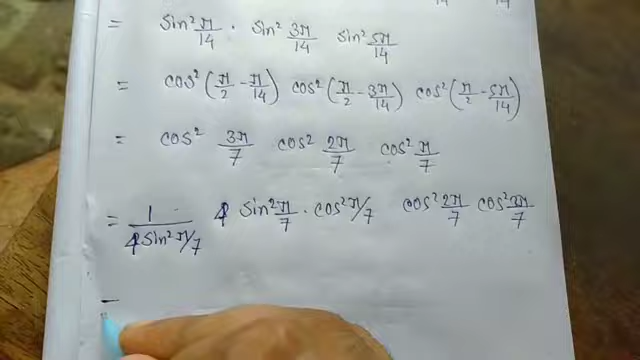 14 14
= sin² π/14 · sin² 3π/14 sin² 5π/14
= cos² (π/2 - π/14) cos² (π/2 - 3π/14) cos² (π/2 - 5π/14)
= cos² 3π/7 cos² 2π/7 cos² π/7
= 1/(4 sin² π/7) 4 sin² π/7 · cos² π/7 cos² 2π/7 cos² 3π/7